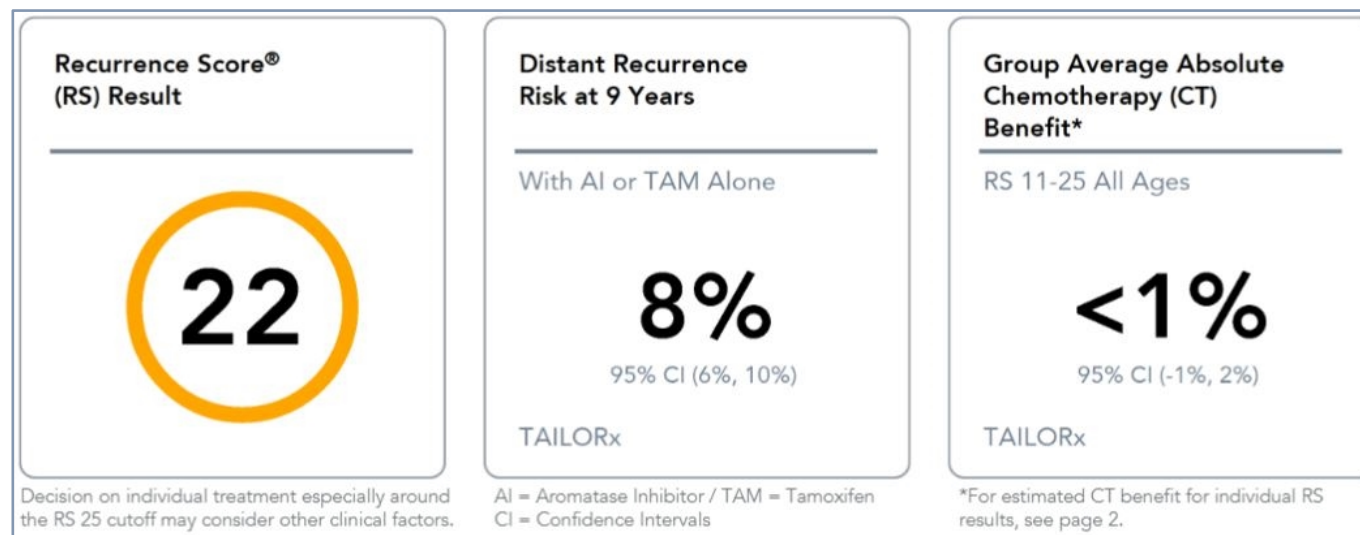 Recurrence Score®
(RS) Result
22
Decision on individual treatment especially around
the RS 25 cutoff may consider other clinical factors.
Distant Recurrence
Risk at 9 Years
With AI or TAM Alone
8%
95% CI (6%, 10%)
TAILORx
AI = Aromatase Inhibitor / TAM = Tamoxifen
CI = Confidence Intervals
Group Average Absolute
Chemotherapy (CT)
Benefit*
RS 11-25 All Ages
<1%
95% CI (-1%, 2%)
TAILORx
*For estimated CT benefit for individual RS
results, see page 2.